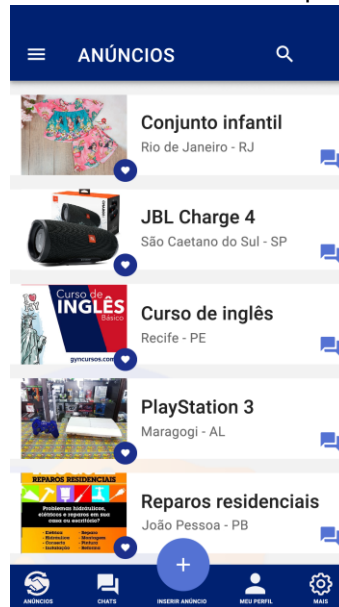 ANÚNCIOS
Conjunto infantil
Rio de Janeiro - RJ
JBL Charge 4
São Caetano do Sul - SP
Curso de
INGLÊS
Básico
gyncursos.com
Curso de inglês
Recife - PE
PlayStation 3
Maragogi - AL
REPAROS RESIDENCIAIS
Problemas hidráulicos,
elétricos e reparos em sua
casa ou escritório?
Reparos residenciais
João Pessoa - PB
ANÚNCIOS
CHATS
INSERIR ANÚNCIO
MEU PERFIL
MAIS